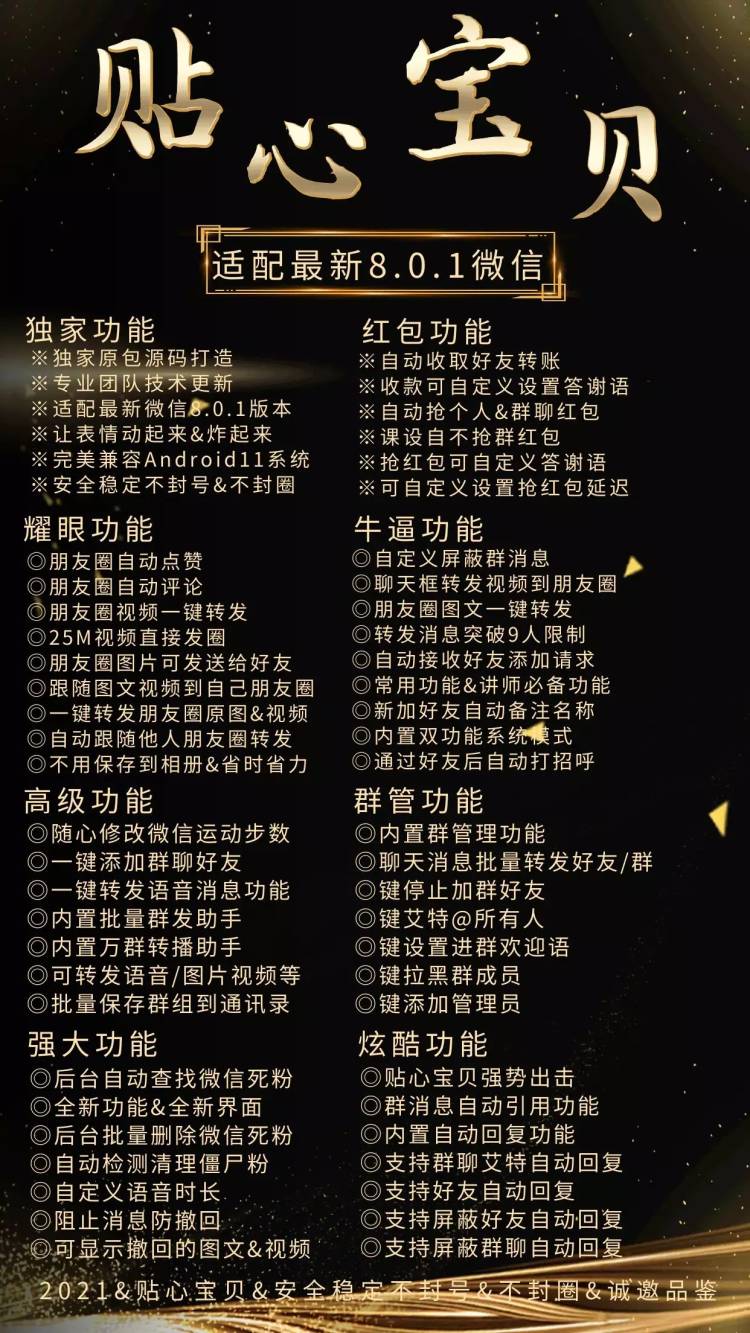 贴心宝贝
适配最新8.0.1微信
独家功能
※独家原包源码打造
※专业团队技术更新
※适配最新微信8.0.1版本
※让表情动起来&炸起来
※完美兼容Android11系统
※安全稳定不封号&不封圈
红包功能
※自动收取好友转账
※收款可自定义设置答谢语
※自动抢个人&群聊红包
※课设自不抢群红包
※抢红包可自定义答谢语
※可自定义设置抢红包延迟
耀眼功能
◎朋友圈自动点赞
◎朋友圈自动评论
◎朋友圈视频一键转发
◎25M视频直接发圈
◎朋友圈图片可发送给好友
◎跟随图文视频到自己朋友圈
◎一键转发朋友圈原图&视频
◎自动跟随他人朋友圈转发
◎不用保存到相册&省时省力
牛逼功能
◎自定义屏蔽群消息
◎聊天框转发视频到朋友圈
◎朋友圈图文一键转发
◎转发消息突破9人限制
◎自动接收好友添加请求
◎常用功能&讲师必备功能
◎新加好友自动备注名称
◎内置双功能系统模式
◎通过好友后自动打招呼
高级功能
◎随心修改微信运动步数
◎一键添加群聊好友
◎一键转发语音消息功能
◎内置批量群发助手
◎内置万群转播助手
◎可转发语音/图片视频等
◎批量保存群组到通讯录
群管功能
◎内置群管理功能
◎聊天消息批量转发好友/群
◎键停止加群好友
◎键艾特@所有人
◎键设置进群欢迎语
◎键拉黑群成员
◎键添加管理员
强大功能
◎后台自动查找微信死粉
◎全新功能&全新界面
◎后台批量删除微信死粉
◎自动检测清理僵尸粉
◎自定义语音时长
◎阻止消息防撤回
◎可显示撤回的图文&视频
炫酷功能
◎贴心宝贝强势出击
◎群消息自动引用功能
◎内置自动回复功能
◎支持群聊艾特自动回复
◎支持好友自动回复
◎支持屏蔽好友自动回复
◎支持屏蔽群聊自动回复
2021&贴心宝贝&安全稳定不封号&不封圈&诚邀品鉴